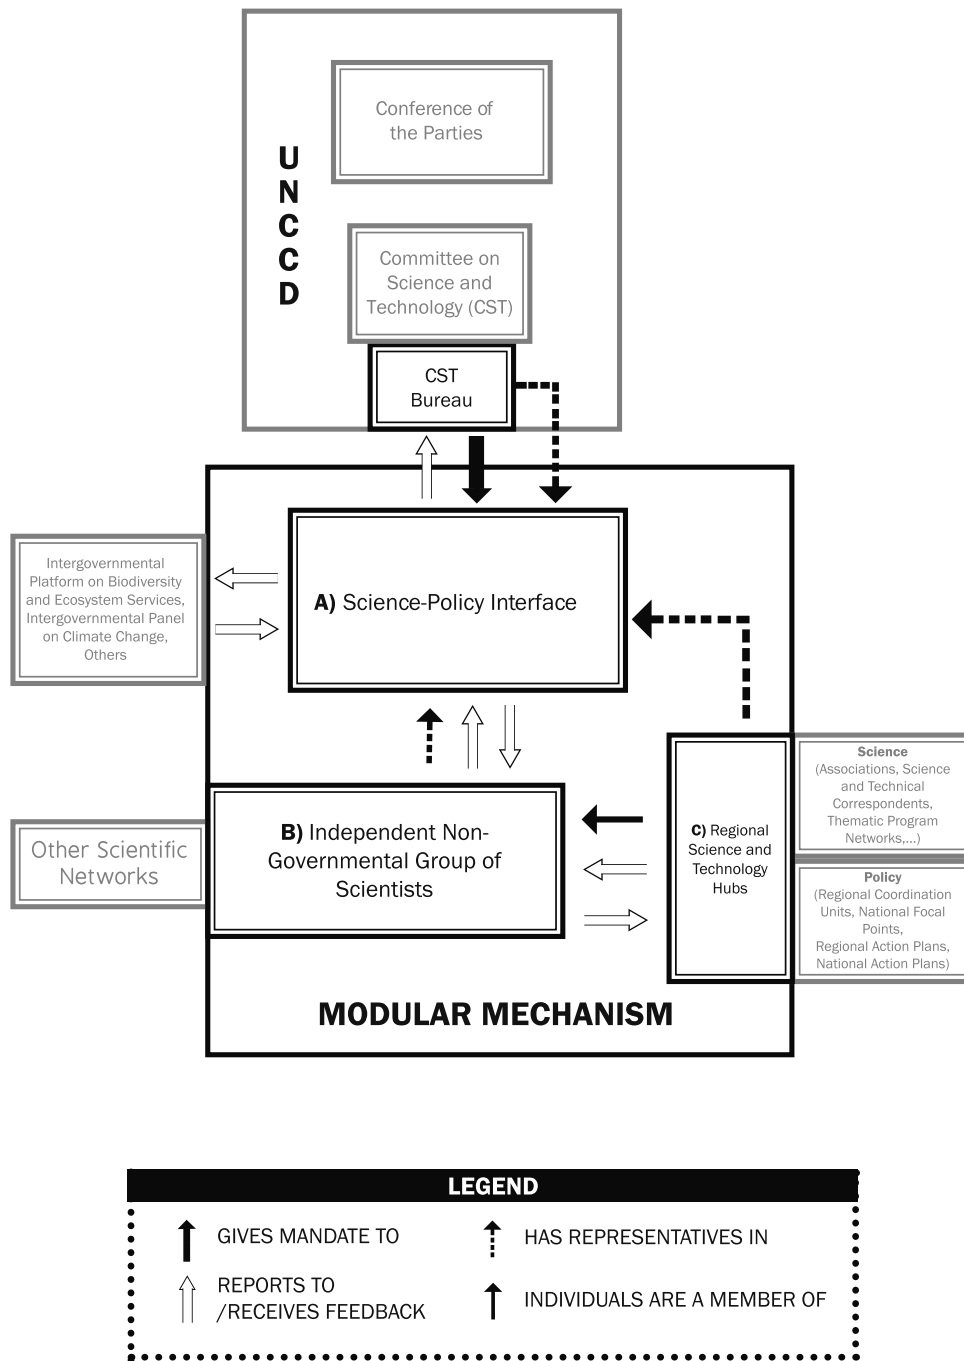 UNCCD
Conference of
the Parties
Committee on
Science and
Technology (CST)
CST
Bureau
Intergovernmental
Platform on Biodiversity
and Ecosystem Services,
Intergovernmental Panel
on Climate Change,
Others
A) Science-Policy Interface
Other Scientific
Networks
B) Independent Non-
Governmental Group of
Scientists
C) Regional
Science and
Technology
Hubs
Science
(Associations, Science
and Technical
Correspondents,
Thematic Program
Networks,...)
Policy
(Regional Coordination
Units, National Focal
Points,
Regional Action Plans,
National Action Plans)
MODULAR MECHANISM
LEGEND
GIVES MANDATE TO
HAS REPRESENTATIVES IN
REPORTS TO
/RECEIVES FEEDBACK
INDIVIDUALS ARE A MEMBER OF